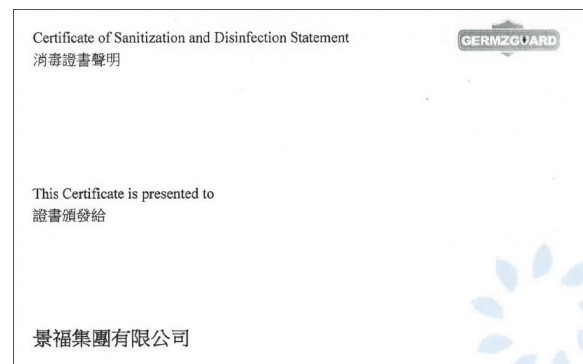 Certificate of Sanitization and Disinfection Statement
GERMZGUARD
消毒證書聲明
This Certificate is presented to
證書頒發給
景福集團有限公司